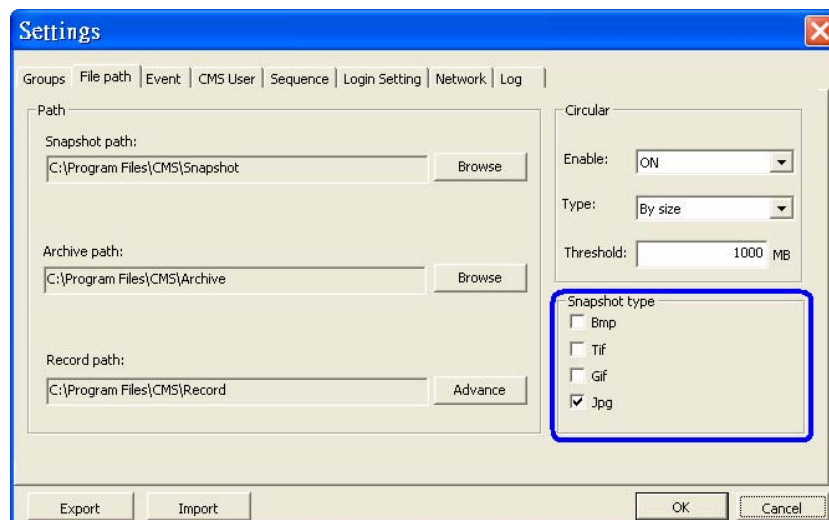 Settings
Groups File path Event CMS User Sequence Login Setting Network Log
Path
Snapshot path:
C:\Program Files\CMS\Snapshot Browse
Archive path:
C:\Program Files\CMS\Archive Browse
Record path:
C:\Program Files\CMS\Record Advance
Circular
Enable: ON
Type: By size
Threshold: 1000 MB
Snapshot type
Bmp
Tif
Gif
Jpg
Export Import OK Cancel